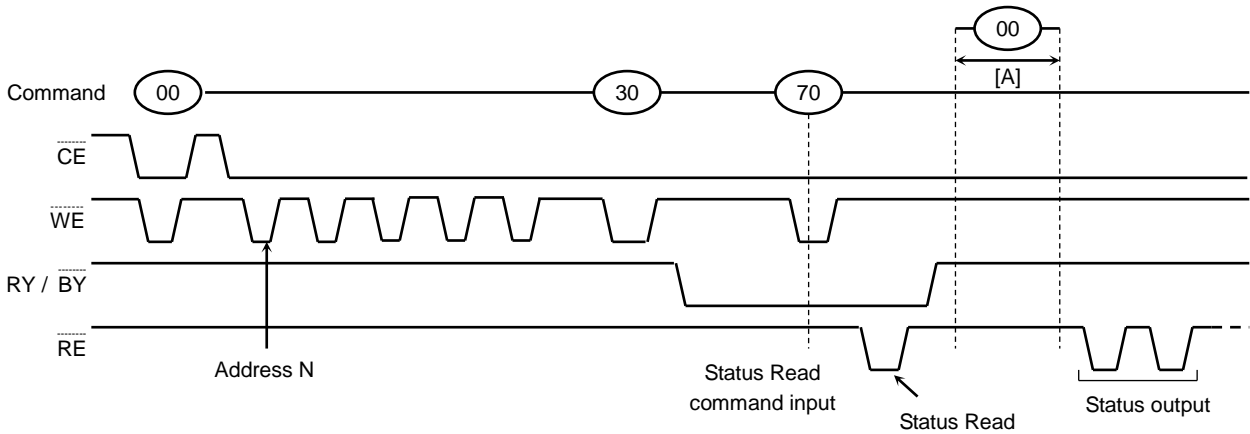 00
[A]
Command 00 30 70
CE
WE
RY / BY
RE
Address N
Status Read
command input
Status Read
Status output